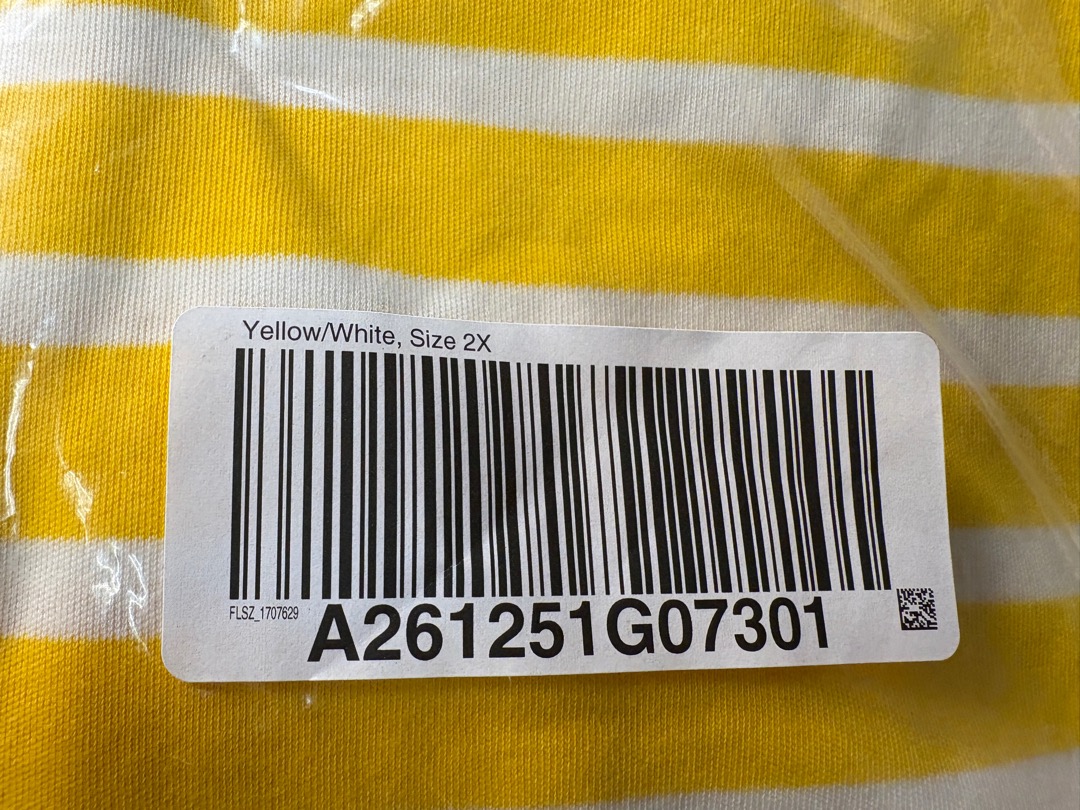 Yellow/White, Size 2X
FLSZ_1707629
A261251G07301